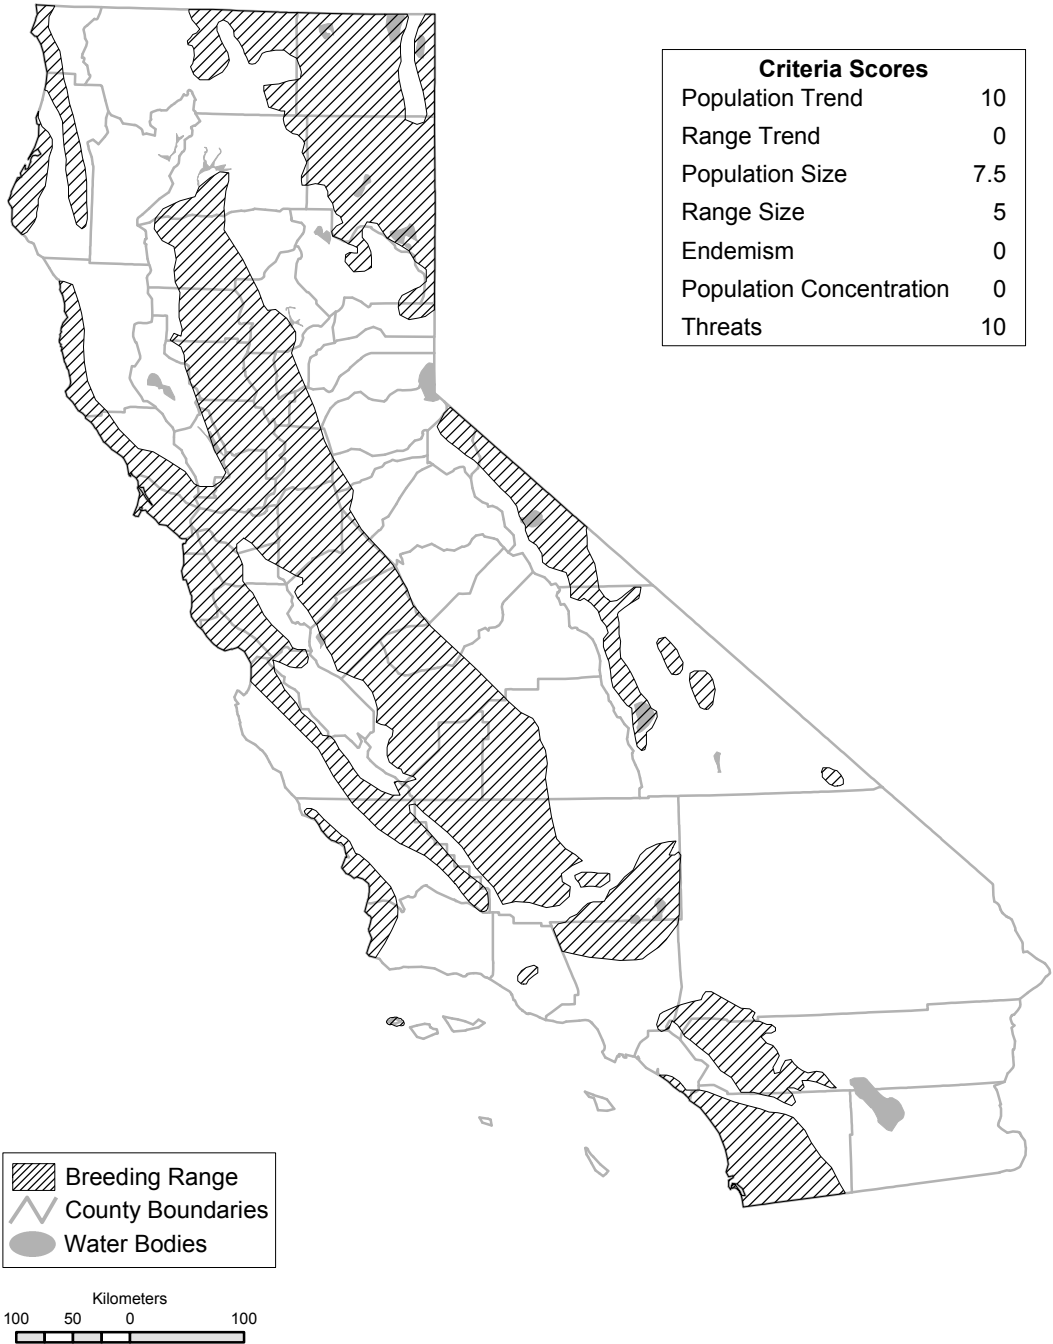 Criteria Scores
Population Trend 10
Range Trend 0
Population Size 7.5
Range Size 5
Endemism 0
Population Concentration 0
Threats 10
Breeding Range
County Boundaries
Water Bodies
Kilometers
100 50 0 100